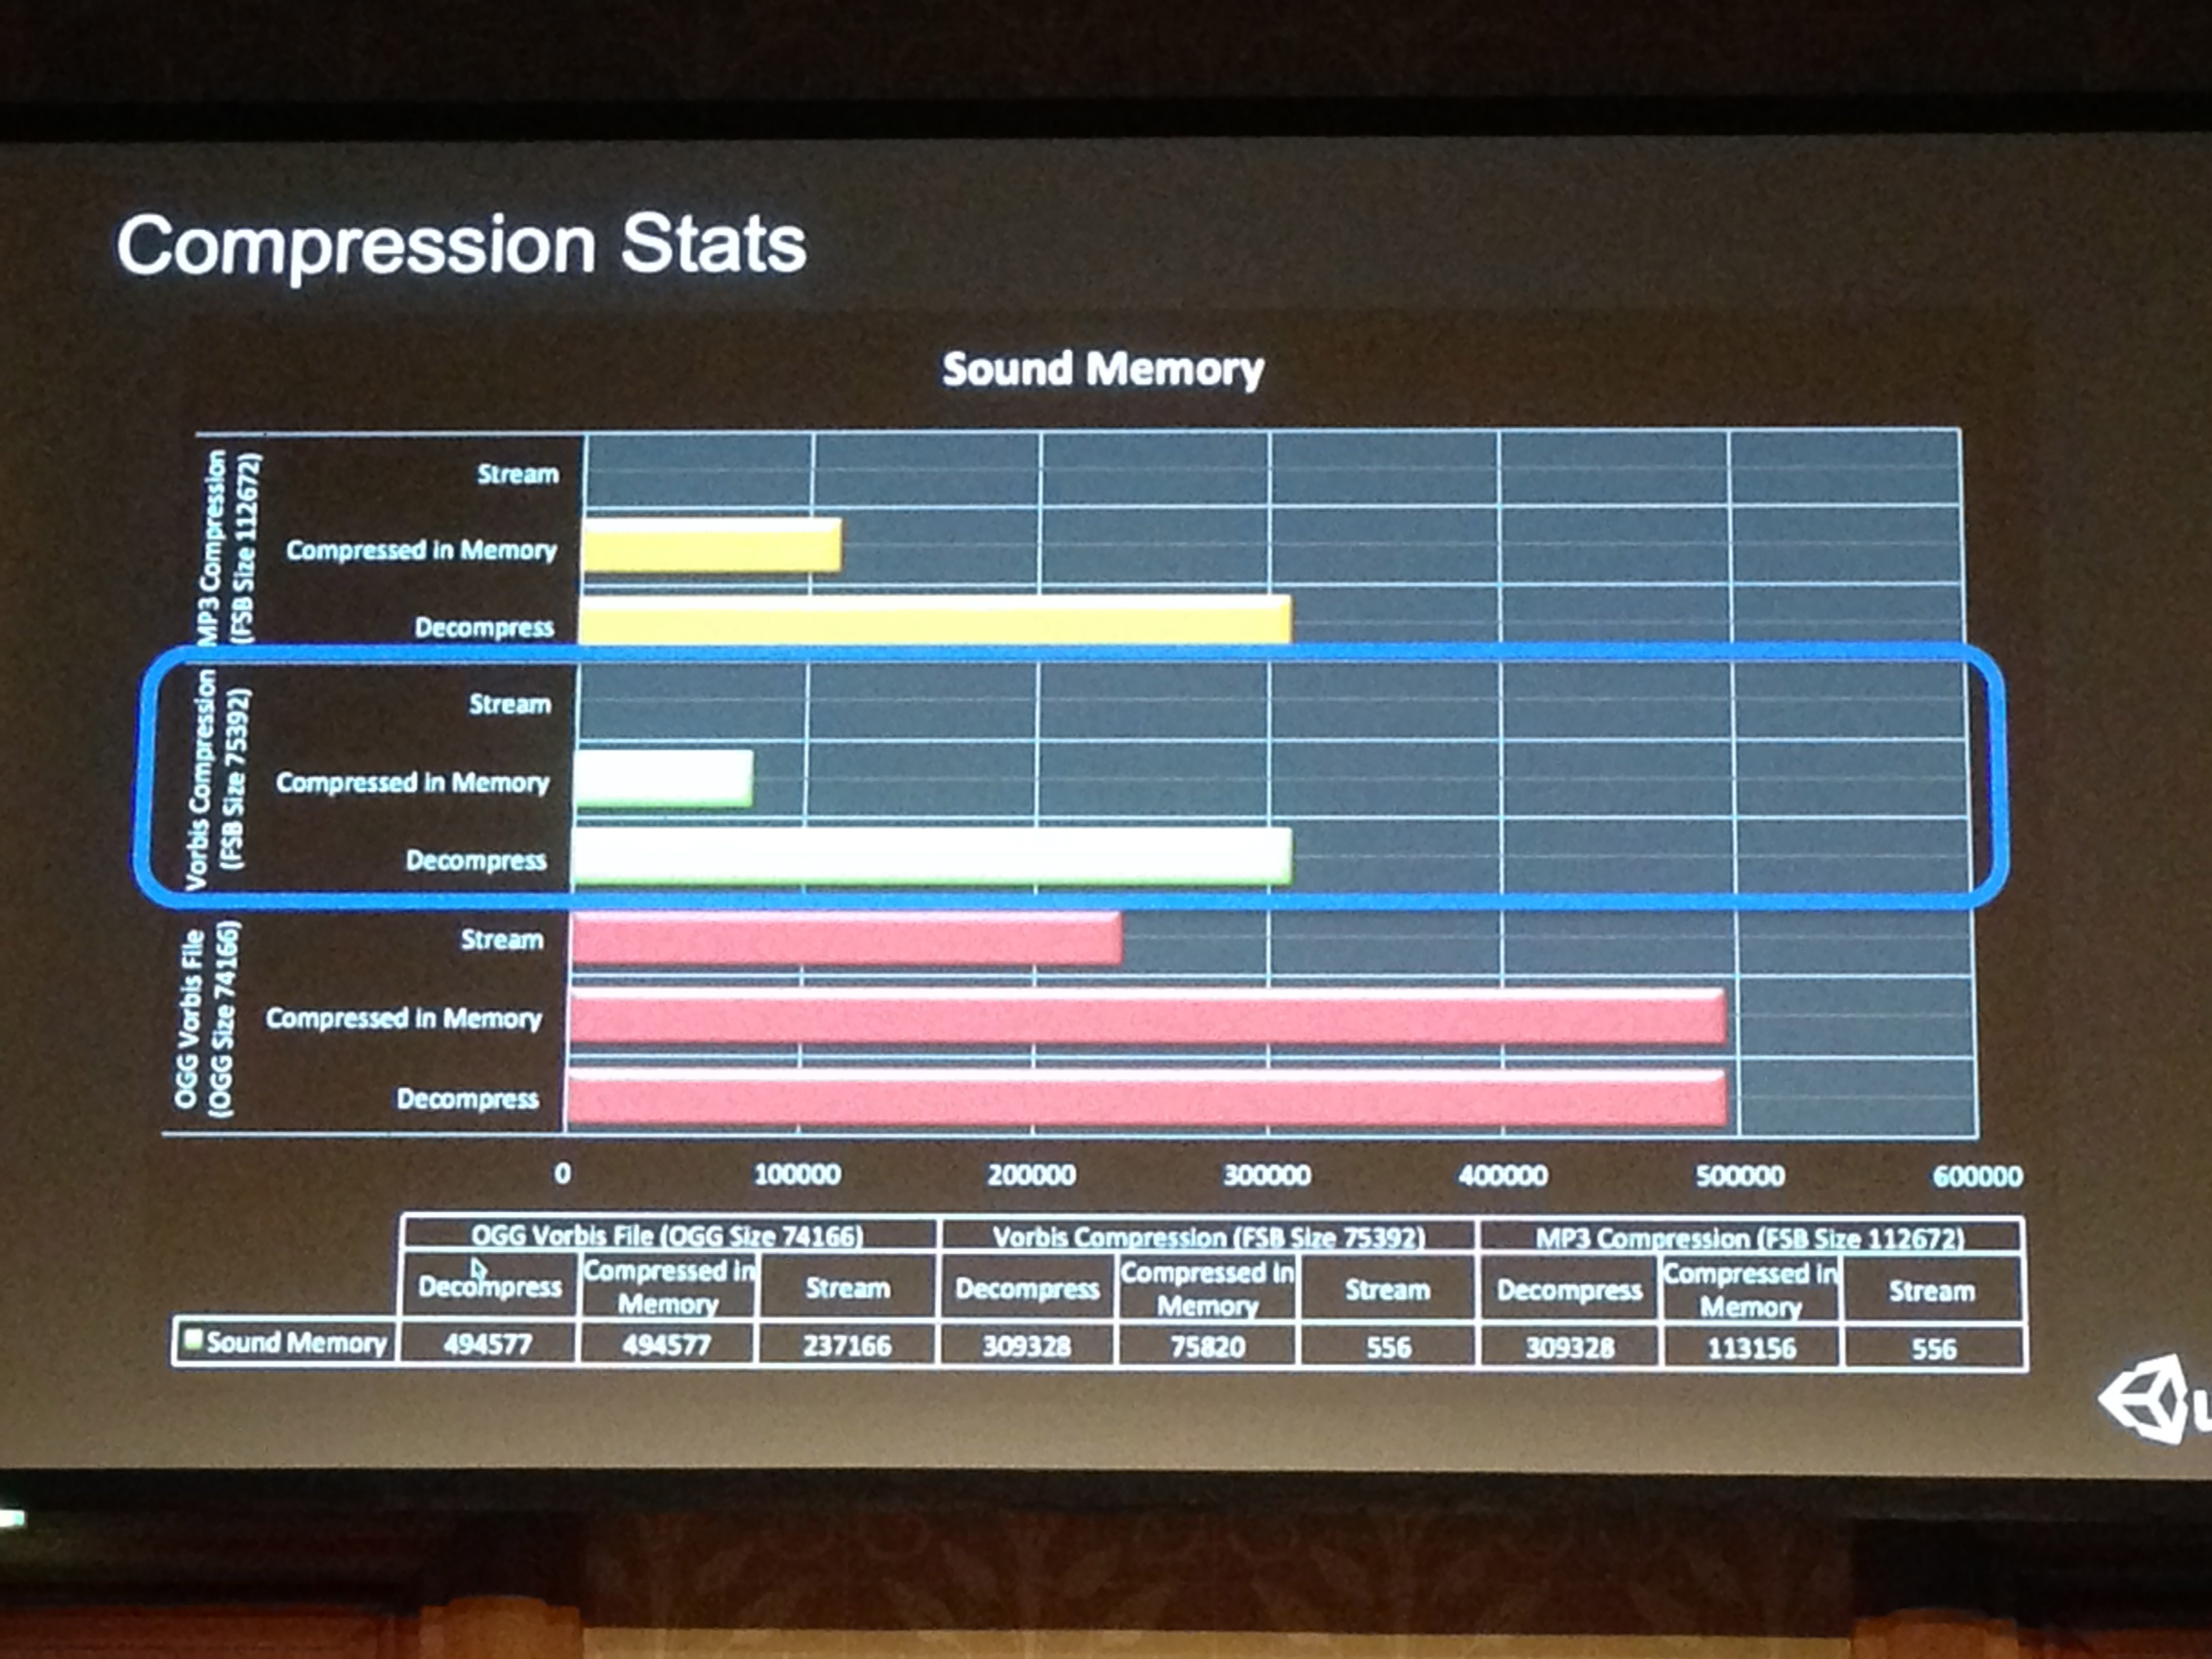 Compression Stats
Sound Memory
MP3 Compression
(FSB Size 112672)
Stream
Compressed in Memory
Decompress
Vorbis Compression
(FSB Size 75392)
Stream
Compressed in Memory
Decompress
OGG Vorbis File
(OGG Size 74166)
Stream
Compressed in Memory
Decompress
0 100000 200000 300000 400000 500000 600000
OGG Vorbis File (OGG Size 74166) Vorbis Compression (FSB Size 75392) MP3 Compression (FSB Size 112672)
Decompress Compressed in Memory Stream Decompress Compressed in Memory Stream Decompress Compressed in Memory Stream
Sound Memory 494577 494577 237166 309328 75820 556 309328 113156 556